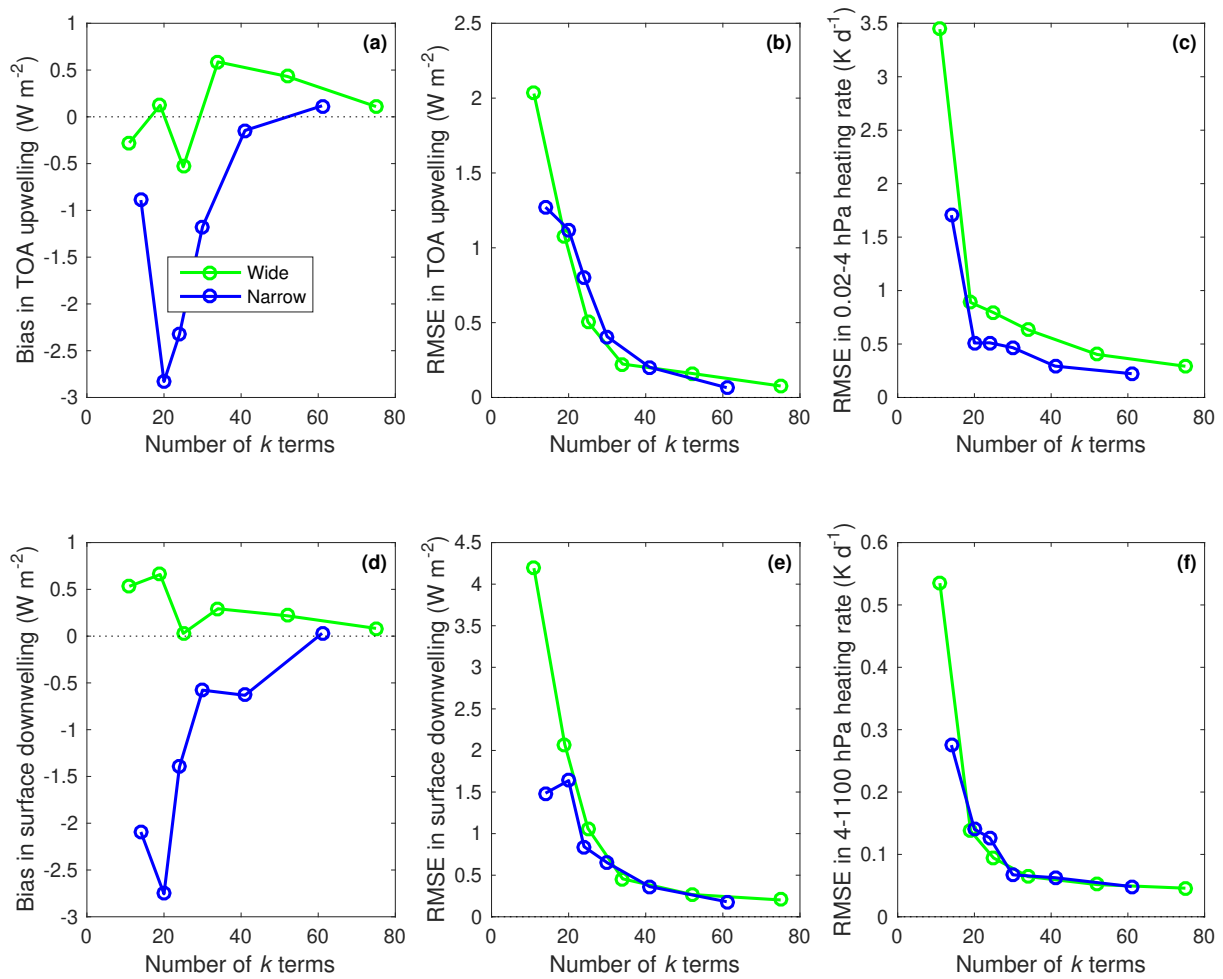 Bias in TOA upwelling (W m⁻²)
1
0.5
0
-0.5
-1
-1.5
-2
-2.5
-3
(a)
Wide
Narrow
0 20 40 60 80
Number of k terms
RMSE in TOA upwelling (W m⁻²)
2.5
2
1.5
1
0.5
0
(b)
0 20 40 60 80
Number of k terms
RMSE in 0.02-4 hPa heating rate (K d⁻¹)
3.5
3
2.5
2
1.5
1
0.5
0
(c)
0 20 40 60 80
Number of k terms
Bias in surface downwelling (W m⁻²)
1
0.5
0
-0.5
-1
-1.5
-2
-2.5
-3
(d)
0 20 40 60 80
Number of k terms
RMSE in surface downwelling (W m⁻²)
4.5
4
3.5
3
2.5
2
1.5
1
0.5
0
(e)
0 20 40 60 80
Number of k terms
RMSE in 4-1100 hPa heating rate (K d⁻¹)
0.6
0.5
0.4
0.3
0.2
0.1
0
(f)
0 20 40 60 80
Number of k terms